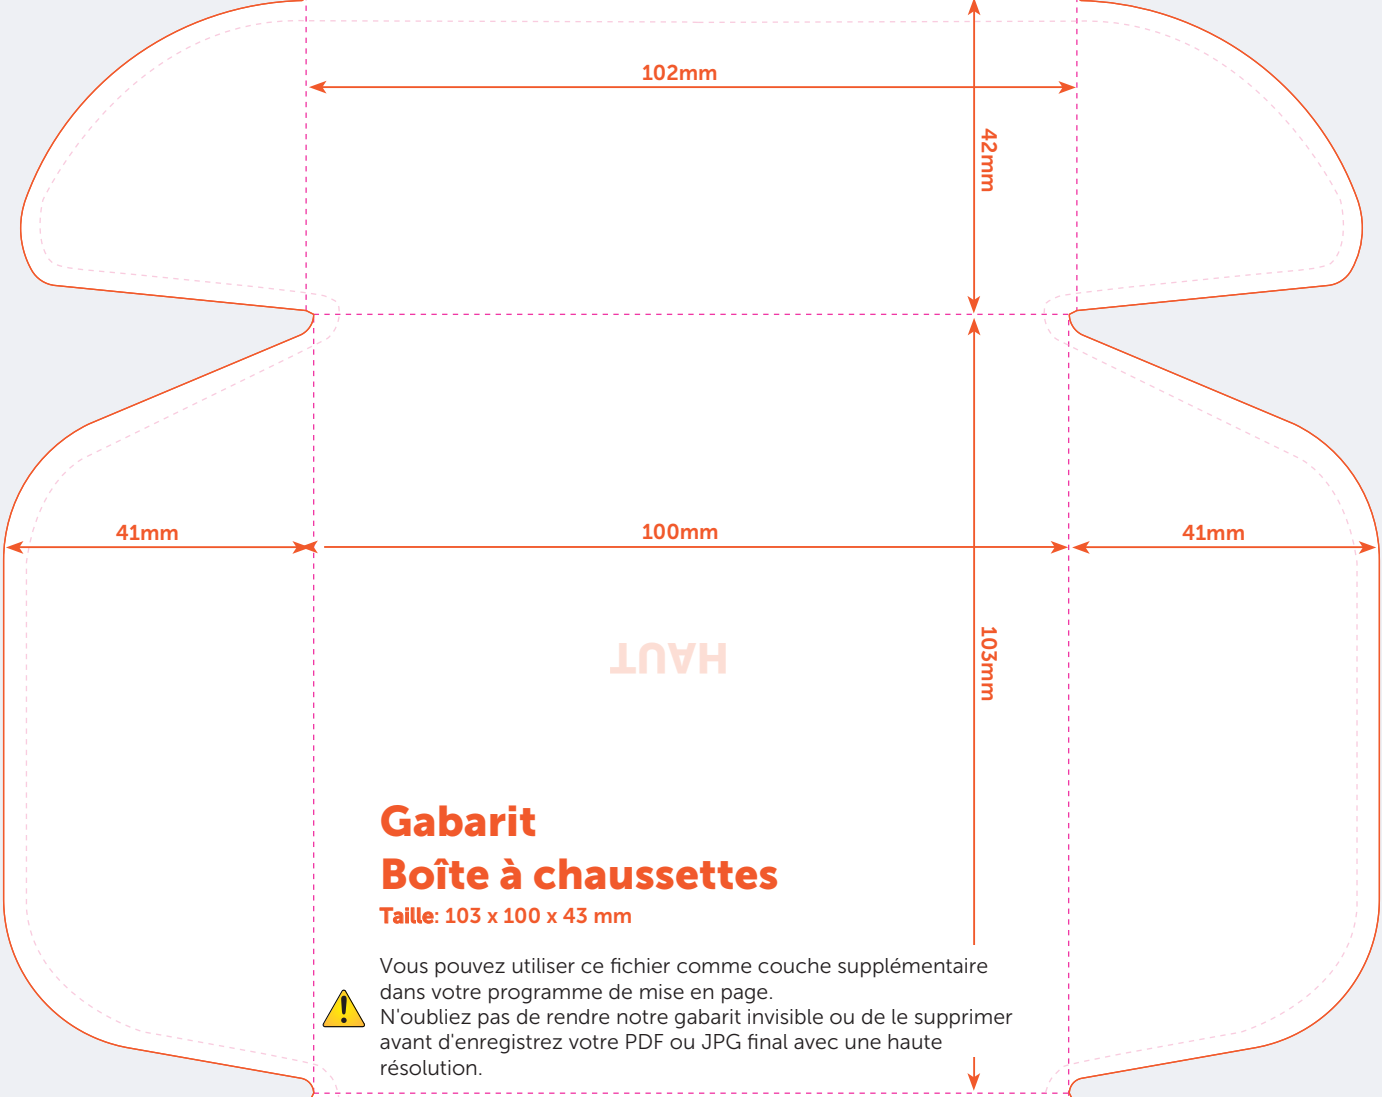 102mm
42mm
41mm
100mm
41mm
HAUT
103mm
Gabarit
Boîte à chaussettes
Taille: 103 x 100 x 43 mm
Vous pouvez utiliser ce fichier comme couche supplémentaire
dans votre programme de mise en page.
N'oubliez pas de rendre notre gabarit invisible ou de le supprimer
avant d'enregistrez votre PDF ou JPG final avec une haute
résolution.